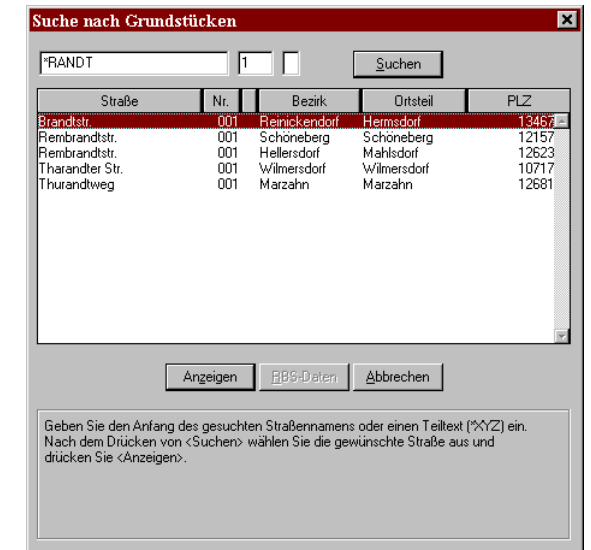 Suche nach Grundstücken
*RANDT 1 Suchen
Straße Nr. Bezirk Ortsteil PLZ
Brandtstr. 001 Reinickendorf Hermsdorf 13467
Rembrandtstr. 001 Schöneberg Schöneberg 12157
Rembrandtstr. 001 Hellersdorf Mahlsdorf 12623
Tharandter Str. 001 Wilmersdorf Wilmersdorf 10717
Thurandtweg 001 Marzahn Marzahn 12681
Anzeigen RBS-Daten Abbrechen
Geben Sie den Anfang des gesuchten Straßennamens oder einen Teiltext (*XYZ) ein.
Nach dem Drücken von <Suchen> wählen Sie die gewünschte Straße aus und
drücken Sie <Anzeigen>.